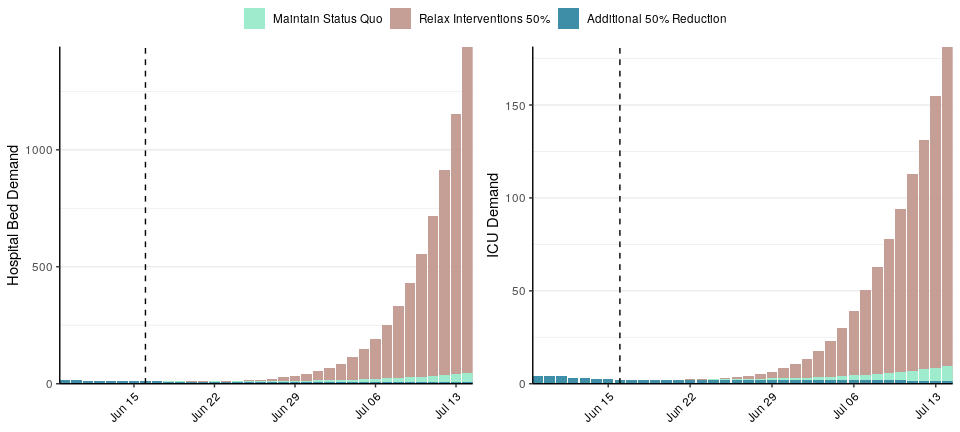 Maintain Status Quo Relax Interventions 50% Additional 50% Reduction
Hospital Bed Demand
1000
500
0
Jun 15 Jun 22 Jun 29 Jul 06 Jul 13
ICU Demand
150
100
50
0
Jun 15 Jun 22 Jun 29 Jul 06 Jul 13